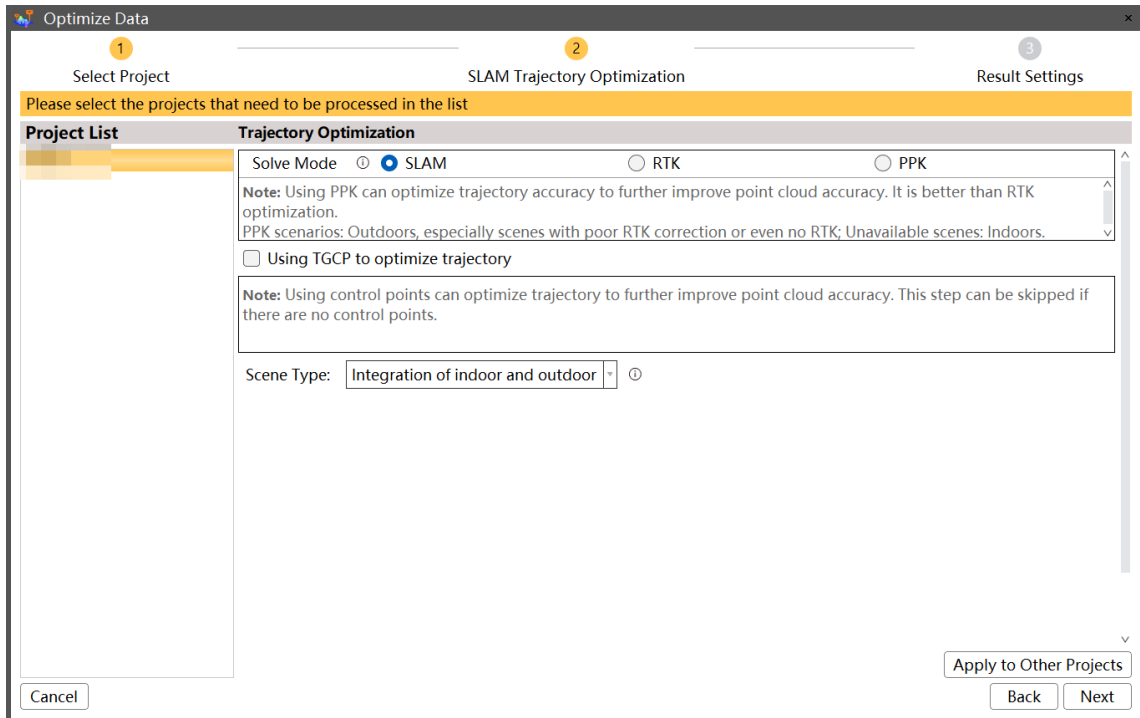 Optimize Data
×
1
2
3
Select Project
SLAM Trajectory Optimization
Result Settings
Please select the projects that need to be processed in the list
Project List
Trajectory Optimization
Solve Mode
SLAM
RTK
PPK
Note: Using PPK can optimize trajectory accuracy to further improve point cloud accuracy. It is better than RTK
optimization.
PPK scenarios: Outdoors, especially scenes with poor RTK correction or even no RTK; Unavailable scenes: Indoors.
Using TGCP to optimize trajectory
Note: Using control points can optimize trajectory to further improve point cloud accuracy. This step can be skipped if
there are no control points.
Scene Type:
Integration of indoor and outdoor
Apply to Other Projects
Cancel
Back
Next